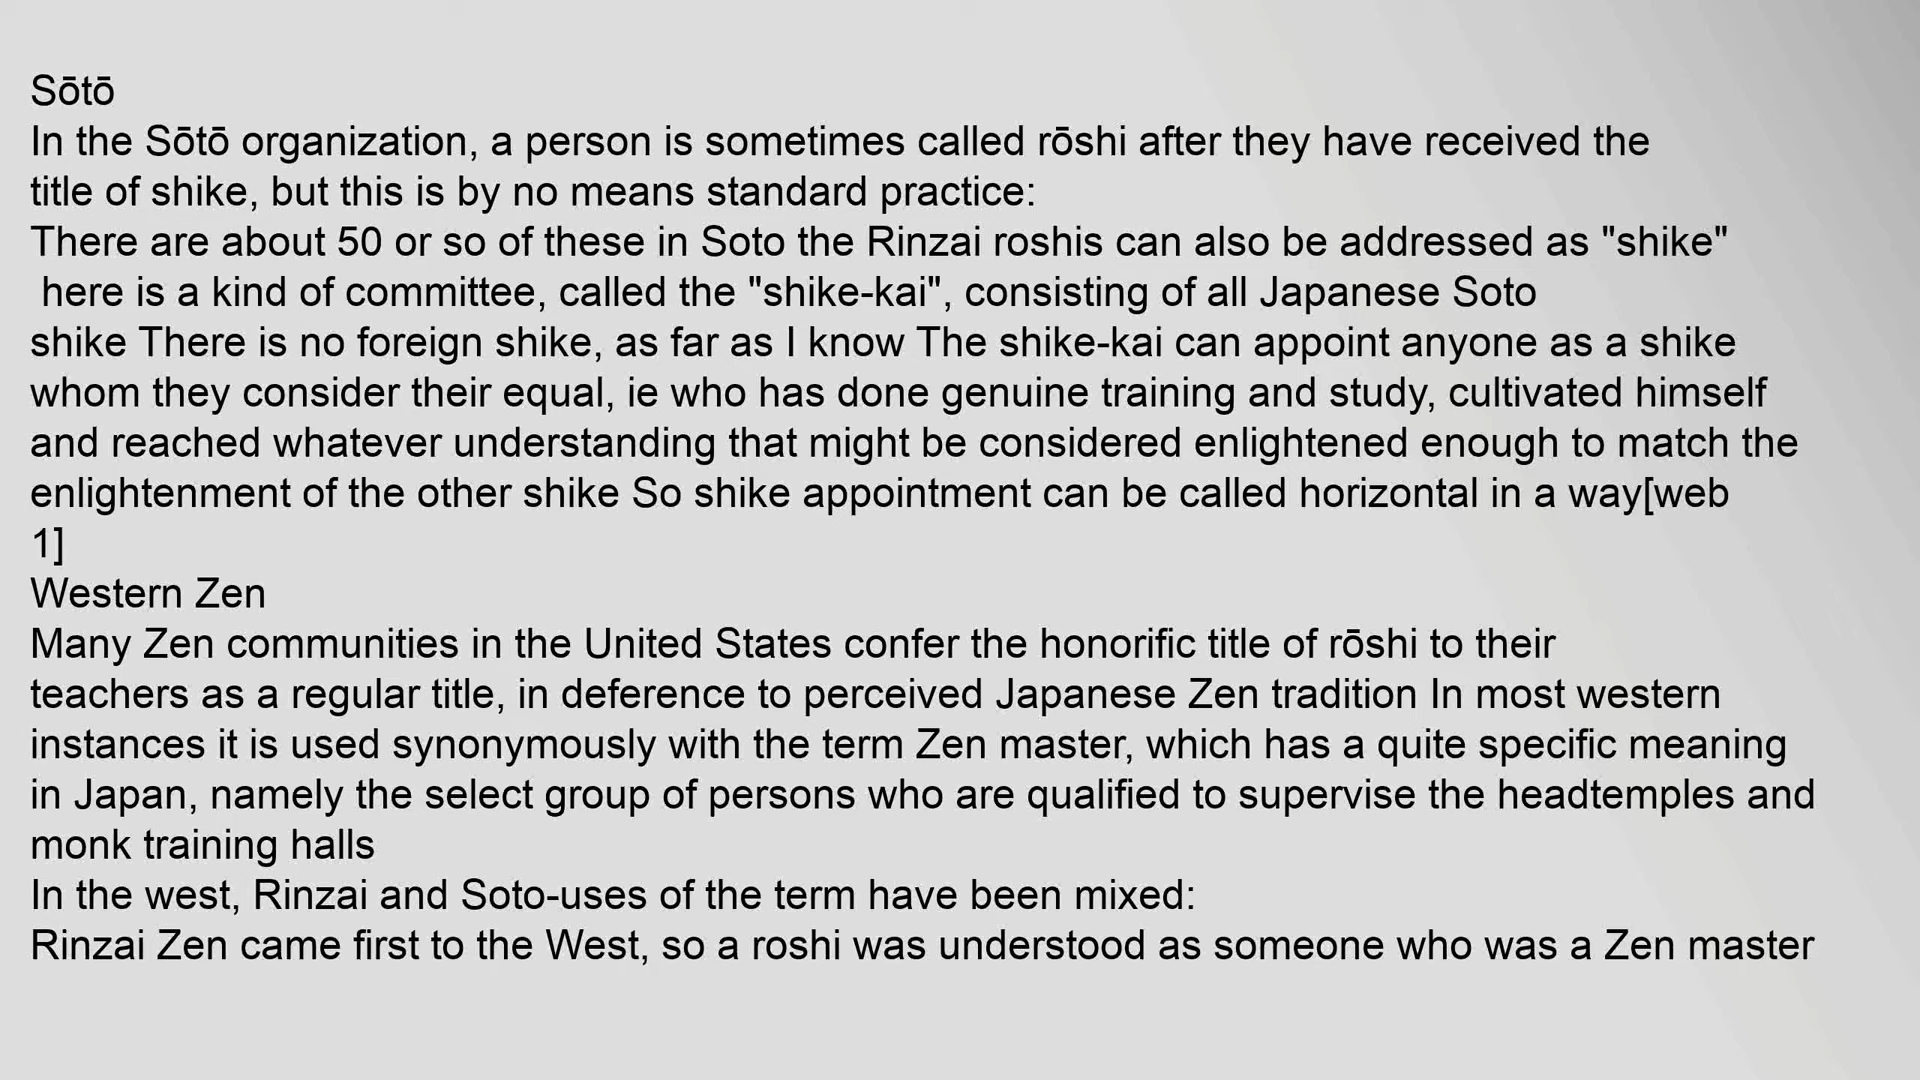 Sōtō
In the Sōtō organization, a person is sometimes called rōshi after they have received the
title of shike, but this is by no means standard practice:
There are about 50 or so of these in Soto the Rinzai roshis can also be addressed as "shike"
here is a kind of committee, called the "shike-kai", consisting of all Japanese Soto
shike There is no foreign shike, as far as I know The shike-kai can appoint anyone as a shike
whom they consider their equal, ie who has done genuine training and study, cultivated himself
and reached whatever understanding that might be considered enlightened enough to match the
enlightenment of the other shike So shike appointment can be called horizontal in a way[web
1]
Western Zen
Many Zen communities in the United States confer the honorific title of rōshi to their
teachers as a regular title, in deference to perceived Japanese Zen tradition In most western
instances it is used synonymously with the term Zen master, which has a quite specific meaning
in Japan, namely the select group of persons who are qualified to supervise the headtemples and
monk training halls
In the west, Rinzai and Soto-uses of the term have been mixed:
Rinzai Zen came first to the West, so a roshi was understood as someone who was a Zen master